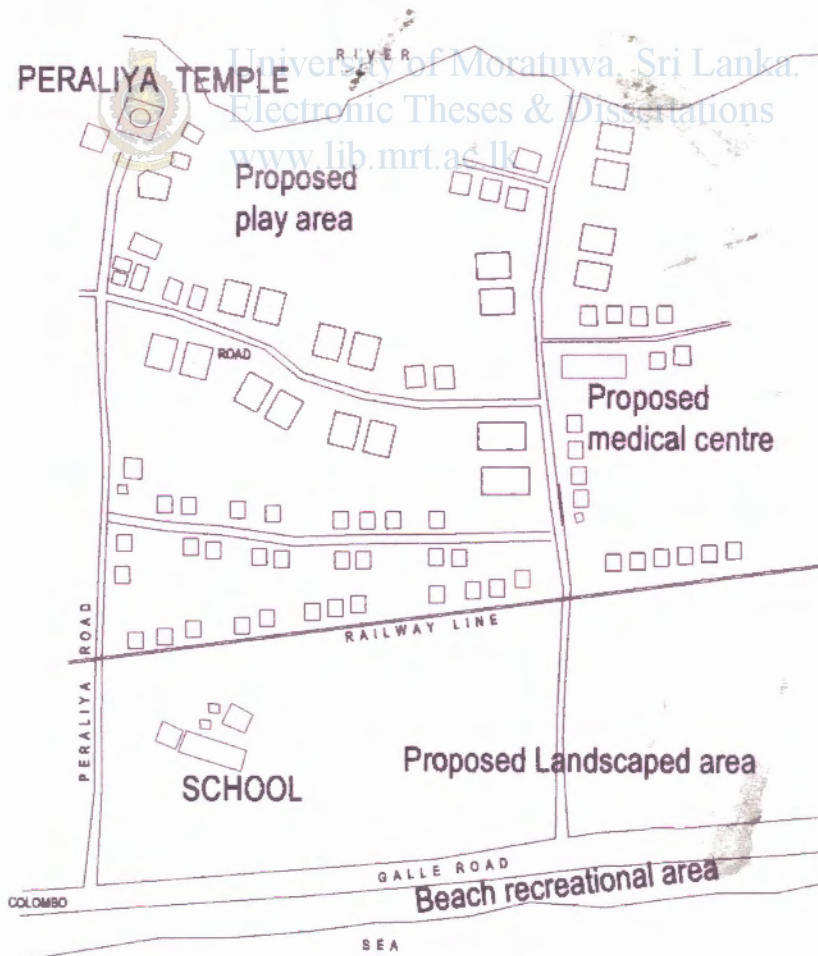 RIVER
University of Moratuwa, Sri Lanka.
PERALIYA TEMPLE
Electronic Theses & Dissertations
www.lib.mrt.ac.lk
Proposed
play area
ROAD
Proposed
medical centre
PERALIYA ROAD
RAILWAY LINE
SCHOOL
Proposed Landscaped area
GALLE ROAD
Beach recreational area
COLOMBO
SEA